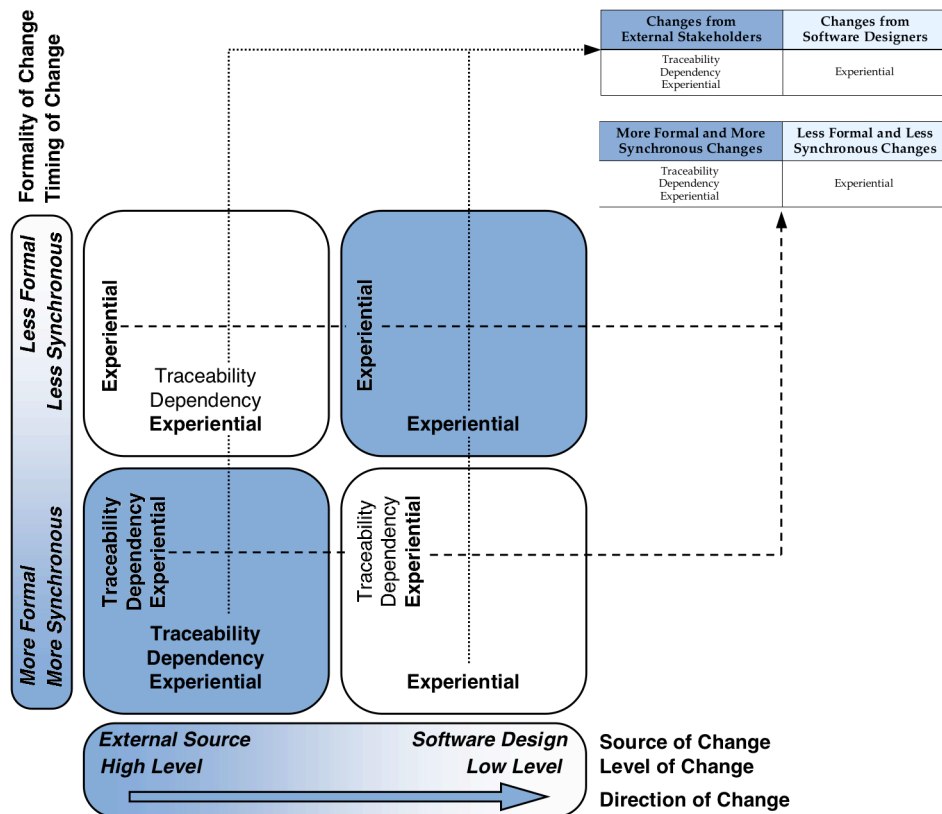 Formality of Change
Timing of Change
Changes from
External Stakeholders
Changes from
Software Designers
Traceability
Dependency
Experiential
Experiential
More Formal and More
Synchronous Changes
Less Formal and Less
Synchronous Changes
Traceability
Dependency
Experiential
Experiential
Less Formal
Less Synchronous
More Formal
More Synchronous
Experiential
Traceability
Dependency
Experiential
Experiential
Experiential
Traceability
Dependency
Experiential
Traceability
Dependency
Experiential
Traceability
Dependency
Experiential
Experiential
External Source
High Level
Software Design
Low Level
Source of Change
Level of Change
Direction of Change